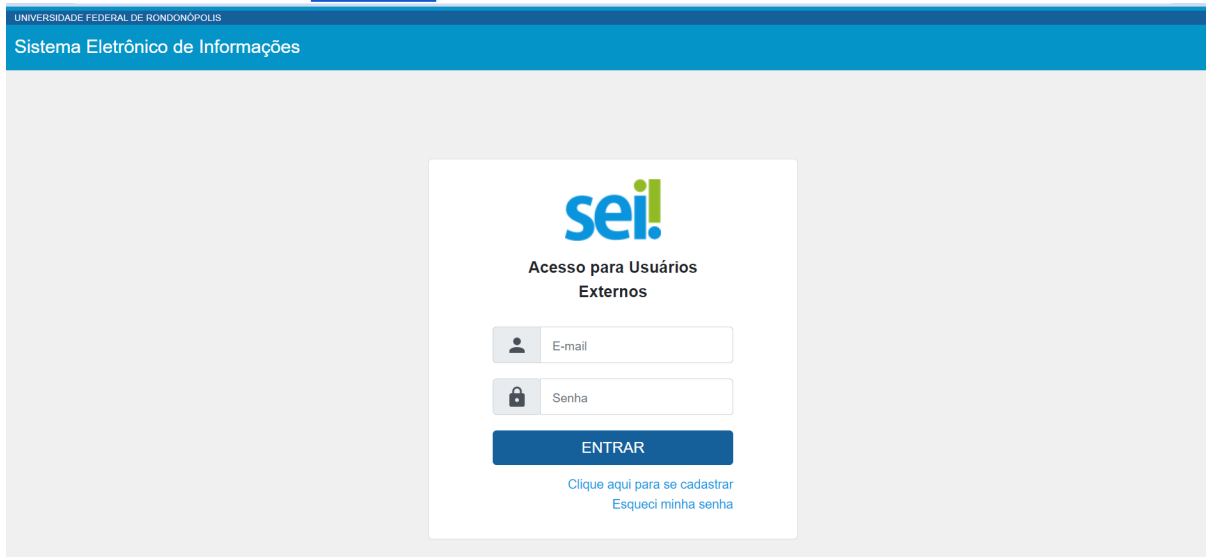 UNIVERSIDADE FEDERAL DE RONDONÓPOLIS
Sistema Eletrônico de Informações
sei!
Acesso para Usuários
Externos
E-mail
Senha
ENTRAR
Clique aqui para se cadastrar
Esqueci minha senha